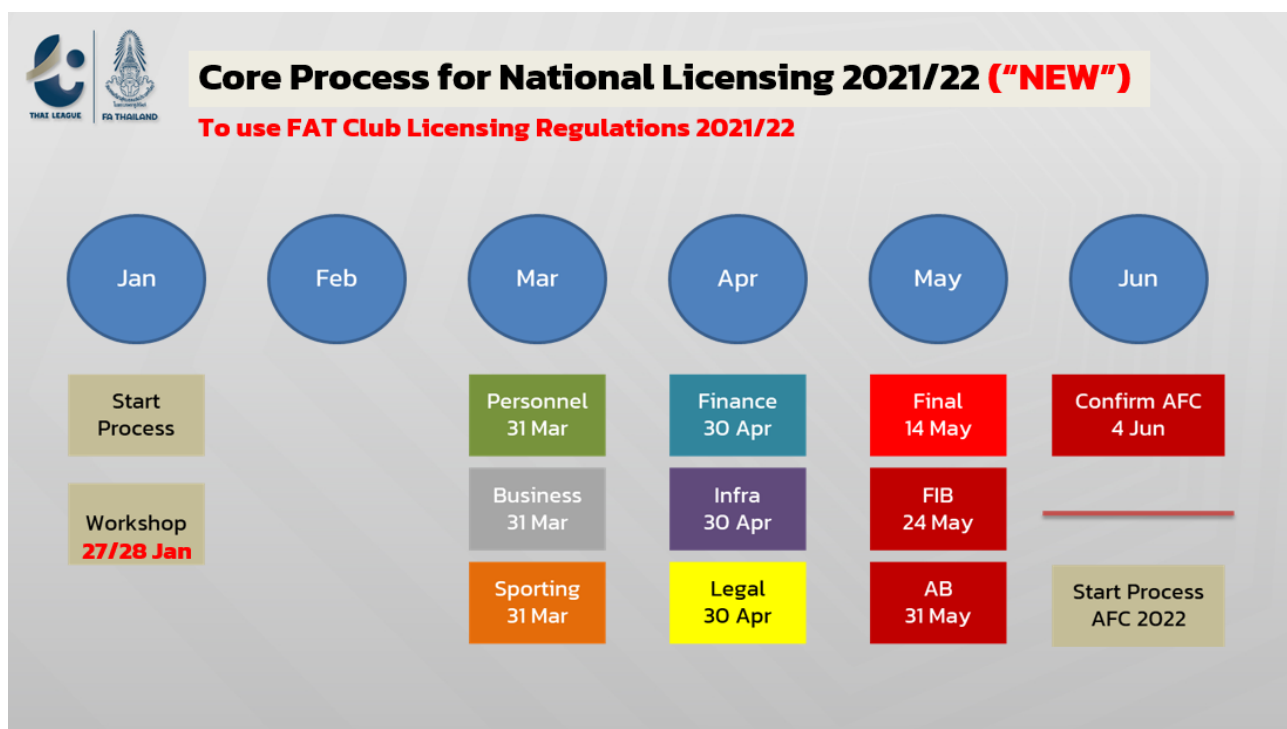 THAI LEAGUE
FA THAILAND
Core Process for National Licensing 2021/22 (“NEW”)
To use FAT Club Licensing Regulations 2021/22
Jan
Feb
Mar
Apr
May
Jun
Start
Process
Workshop
27/28 Jan
Personnel
31 Mar
Business
31 Mar
Sporting
31 Mar
Finance
30 Apr
Infra
30 Apr
Legal
30 Apr
Final
14 May
FIB
24 May
AB
31 May
Confirm AFC
4 Jun
Start Process
AFC 2022